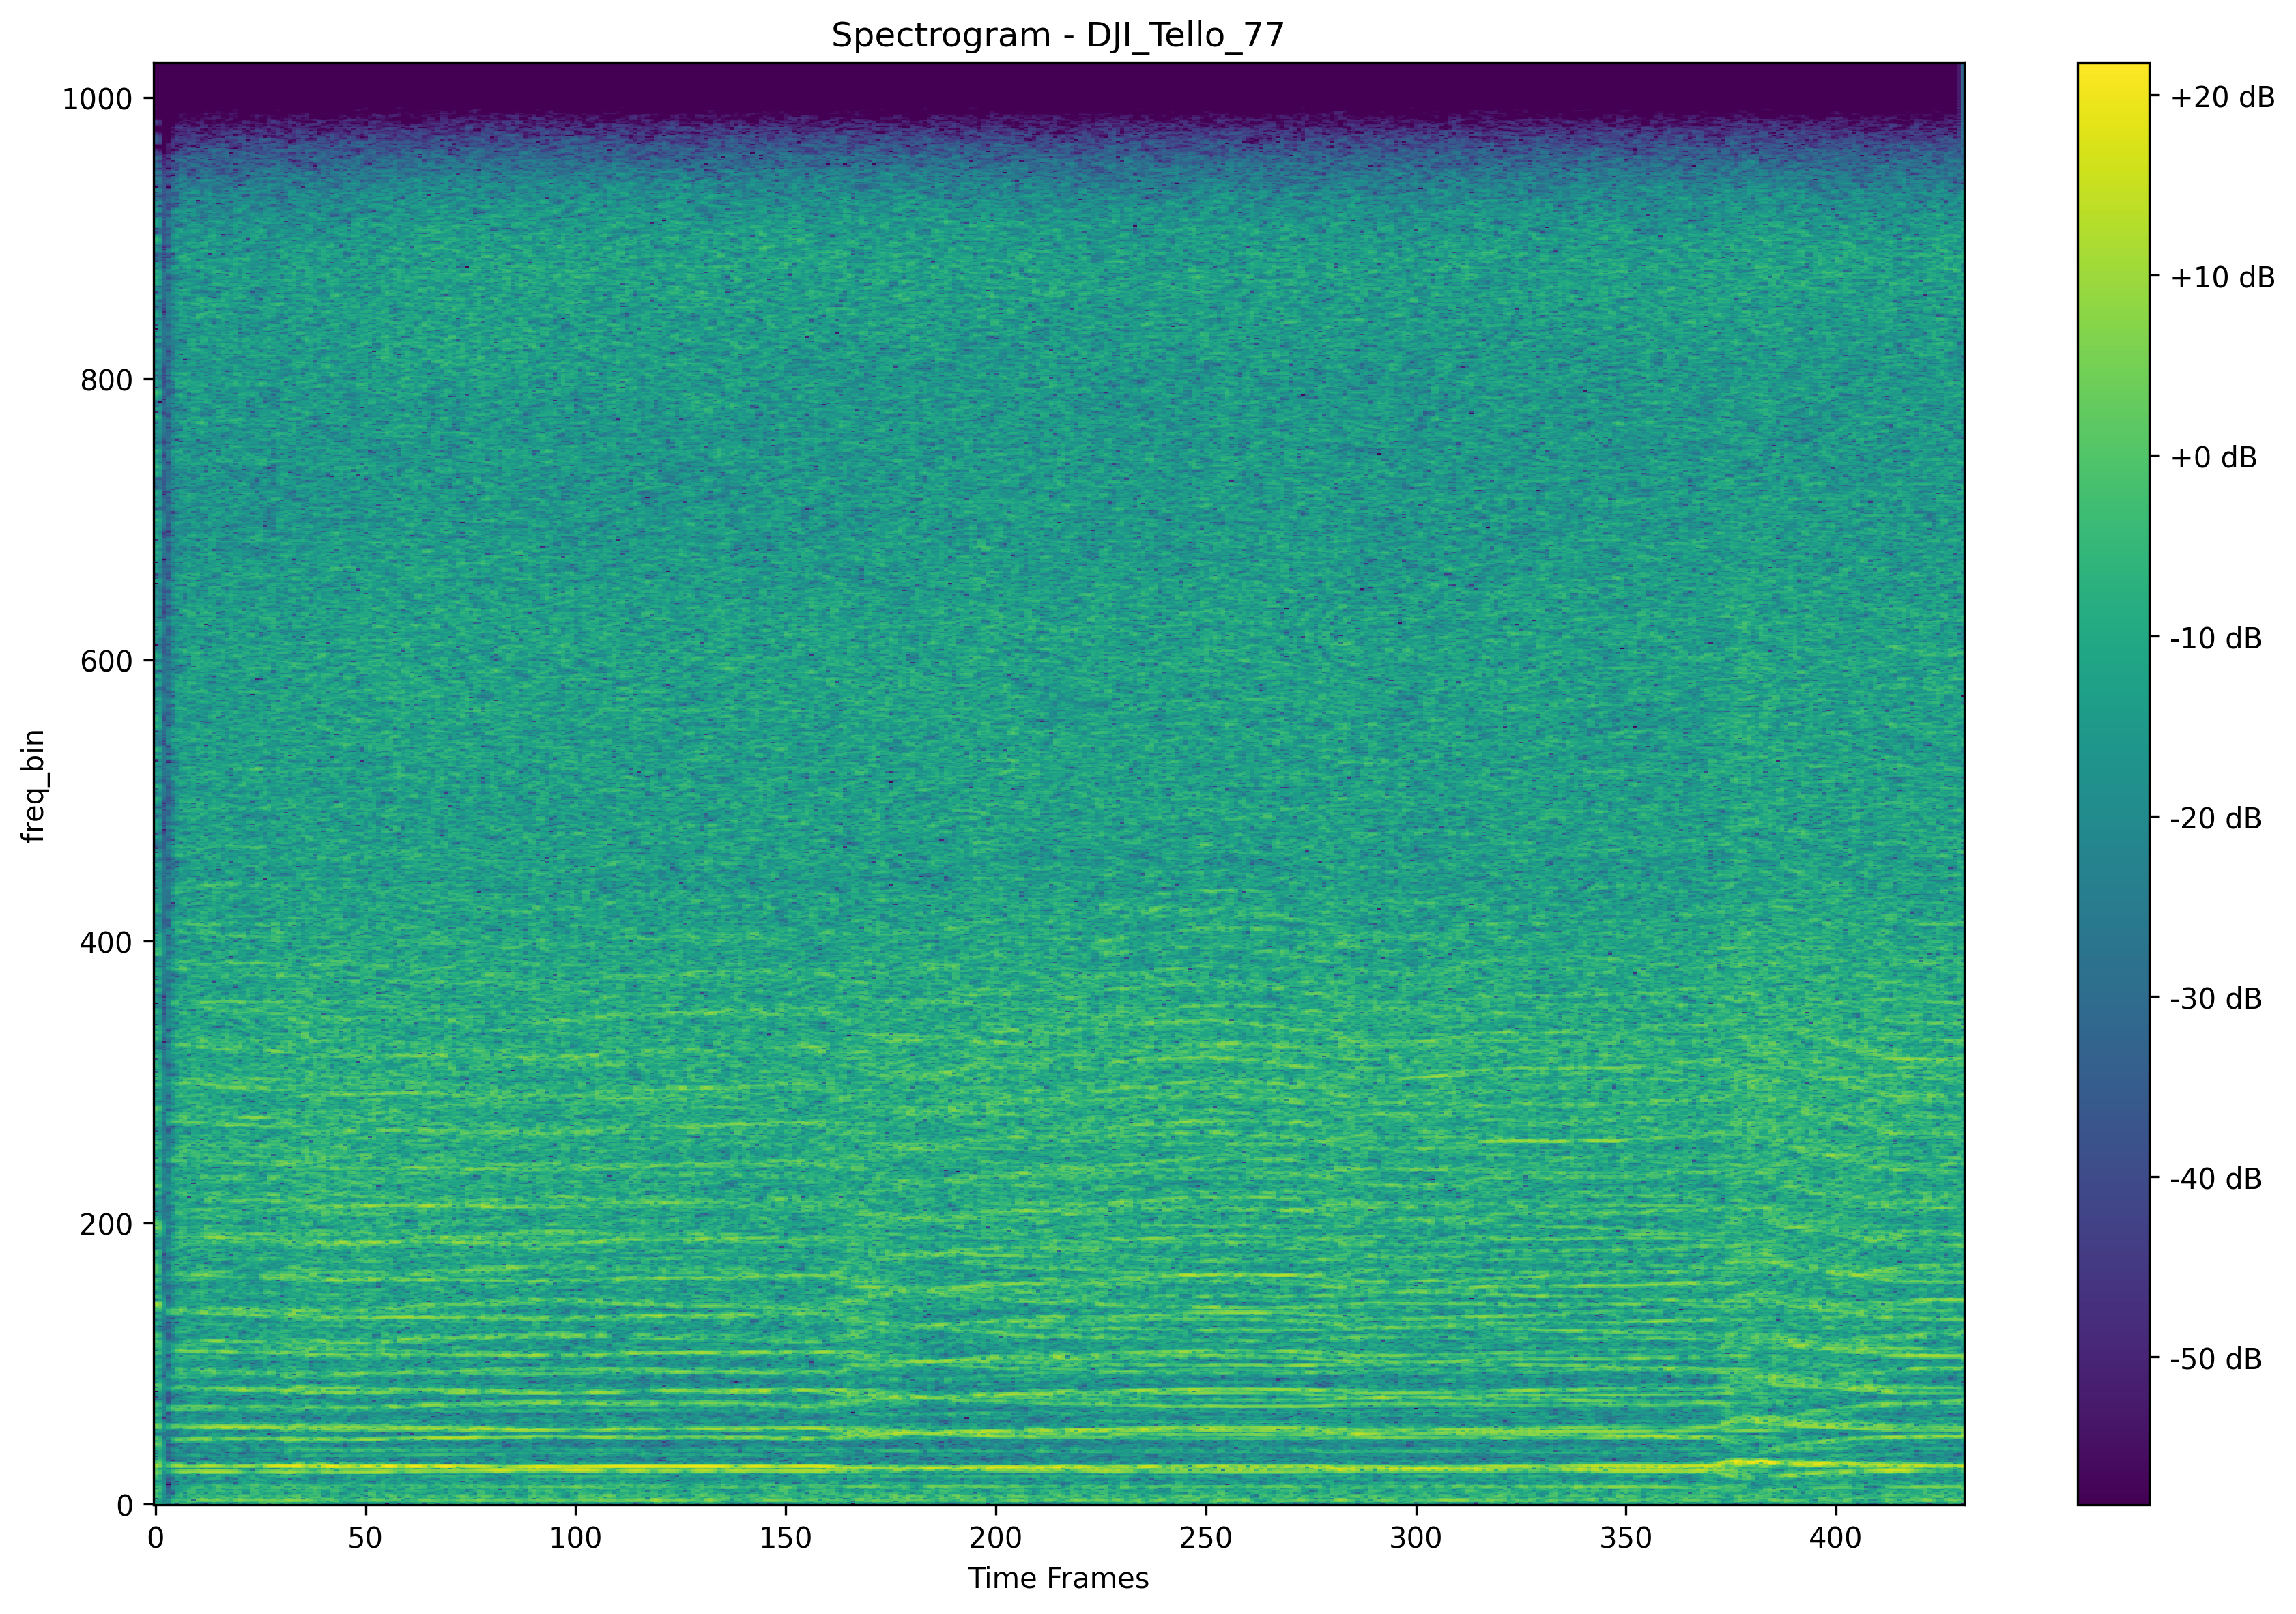 Spectrogram - DJI_Tello_77
1000
800
600
400
200
0
freq_bin
0 50 100 150 200 250 300 350 400
Time Frames
+20 dB
+10 dB
+0 dB
-10 dB
-20 dB
-30 dB
-40 dB
-50 dB